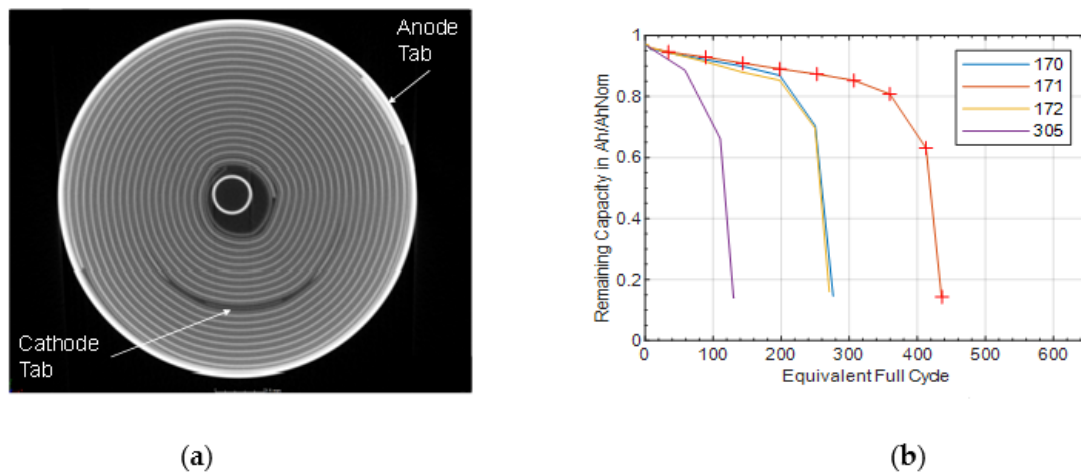 Anode
Tab
Cathode
Tab
(a)
Remaining Capacity in Ah/AhNom
1
0.8
0.6
0.4
0.2
0
0 100 200 300 400 500 600
Equivalent Full Cycle
170
171
172
305
(b)